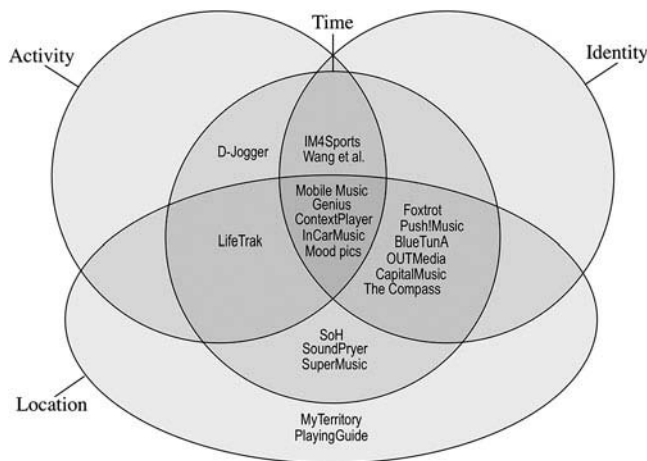 Time
Activity
Identity
D-Jogger
IM4Sports
Wang et al.
Mobile Music
Genius
ContextPlayer
InCarMusic
Mood pics
LifeTrak
Foxtrot
Push!Music
BlueTunA
OUTMedia
CapitalMusic
The Compass
SoH
SoundPryer
SuperMusic
Location
MyTerritory
PlayingGuide